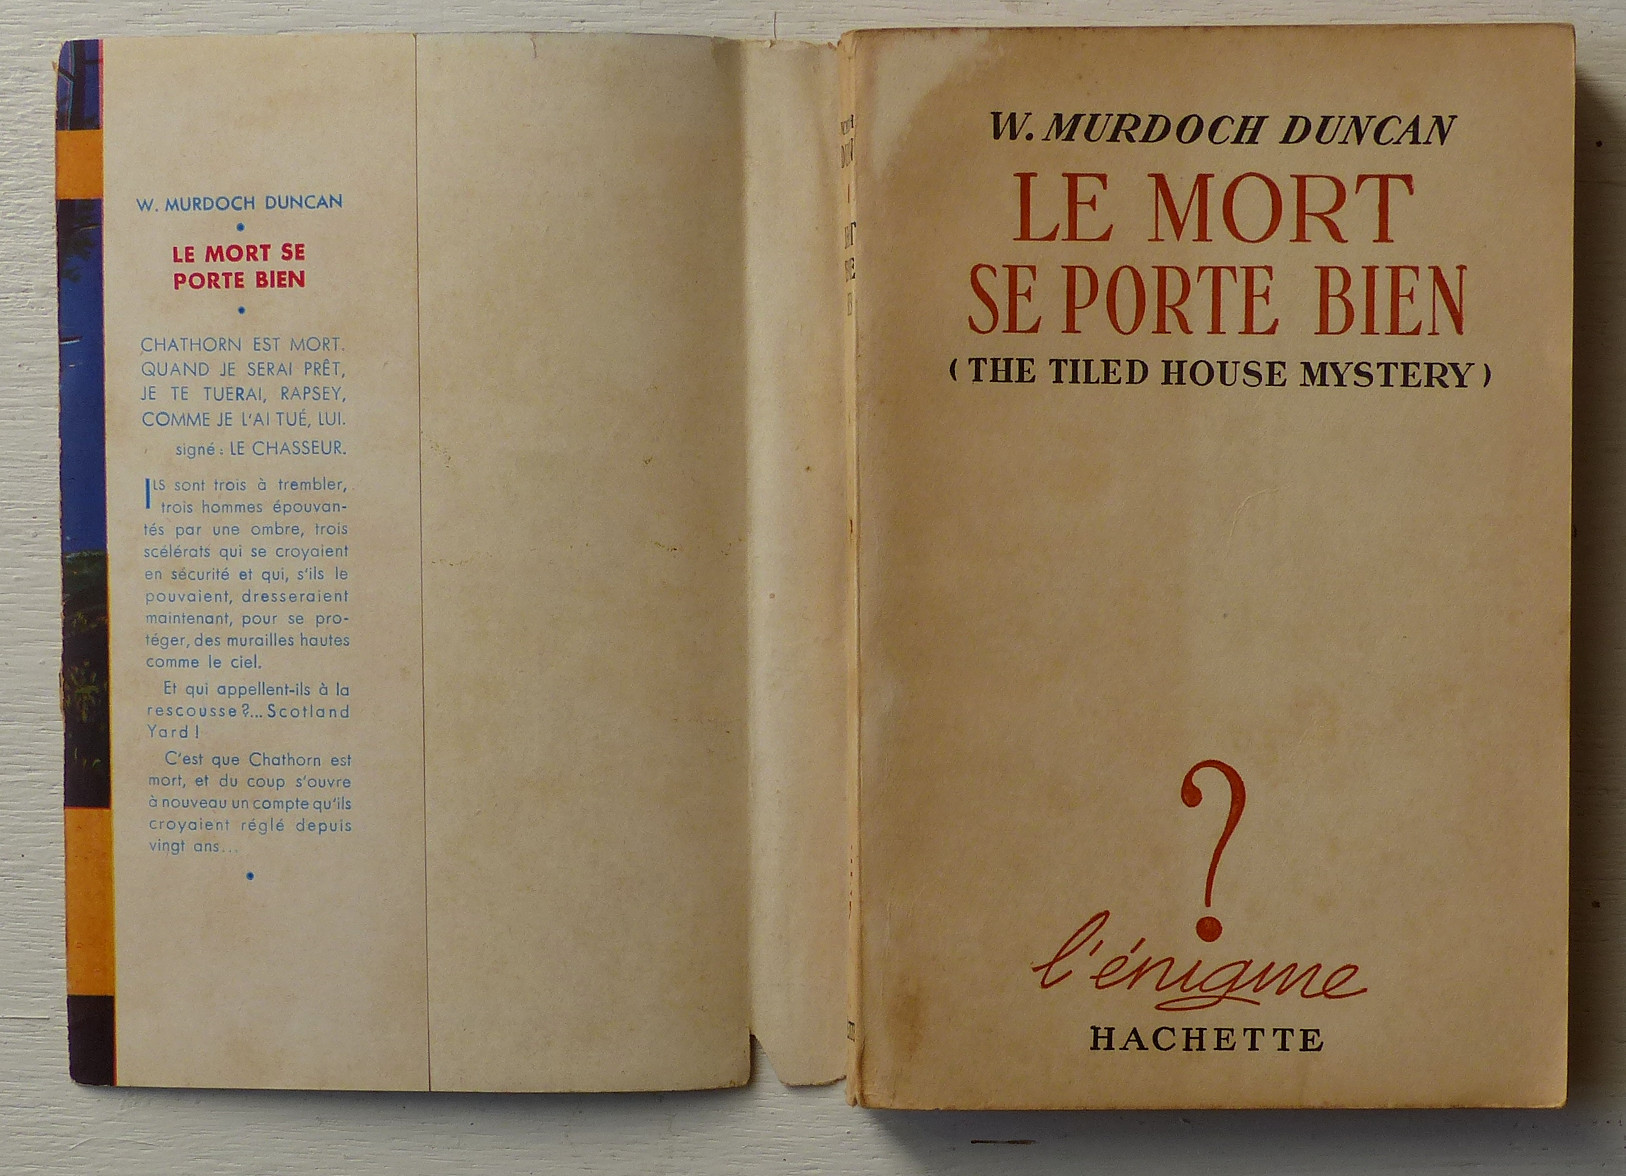 W. MURDOCH DUNCAN
LE MORT SE
PORTE BIEN
CHATHORN EST MORT.
QUAND JE SERAI PRÊT,
JE TE TUERAI, RAPSEY,
COMME JE L'AI TUÉ, LUI.
signé : LE CHASSEUR.
ILS sont trois à trembler,
trois hommes épouvan-
tés par une ombre, trois
scélérats qui se croyaient
en sécurité et qui, s'ils le
pouvaient, dresseraient
maintenant, pour se pro-
téger, des murailles hautes
comme le ciel.
Et qui appellent-ils à la
rescousse ?... Scotland
Yard !
C'est que Chathorn est
mort, et du coup s'ouvre
à nouveau un compte qu'ils
croyaient réglé depuis
vingt ans...
W. MURDOCH DUNCAN
LE MORT
SE PORTE BIEN
(THE TILED HOUSE MYSTERY)
?
l'énigme
HACHETTE